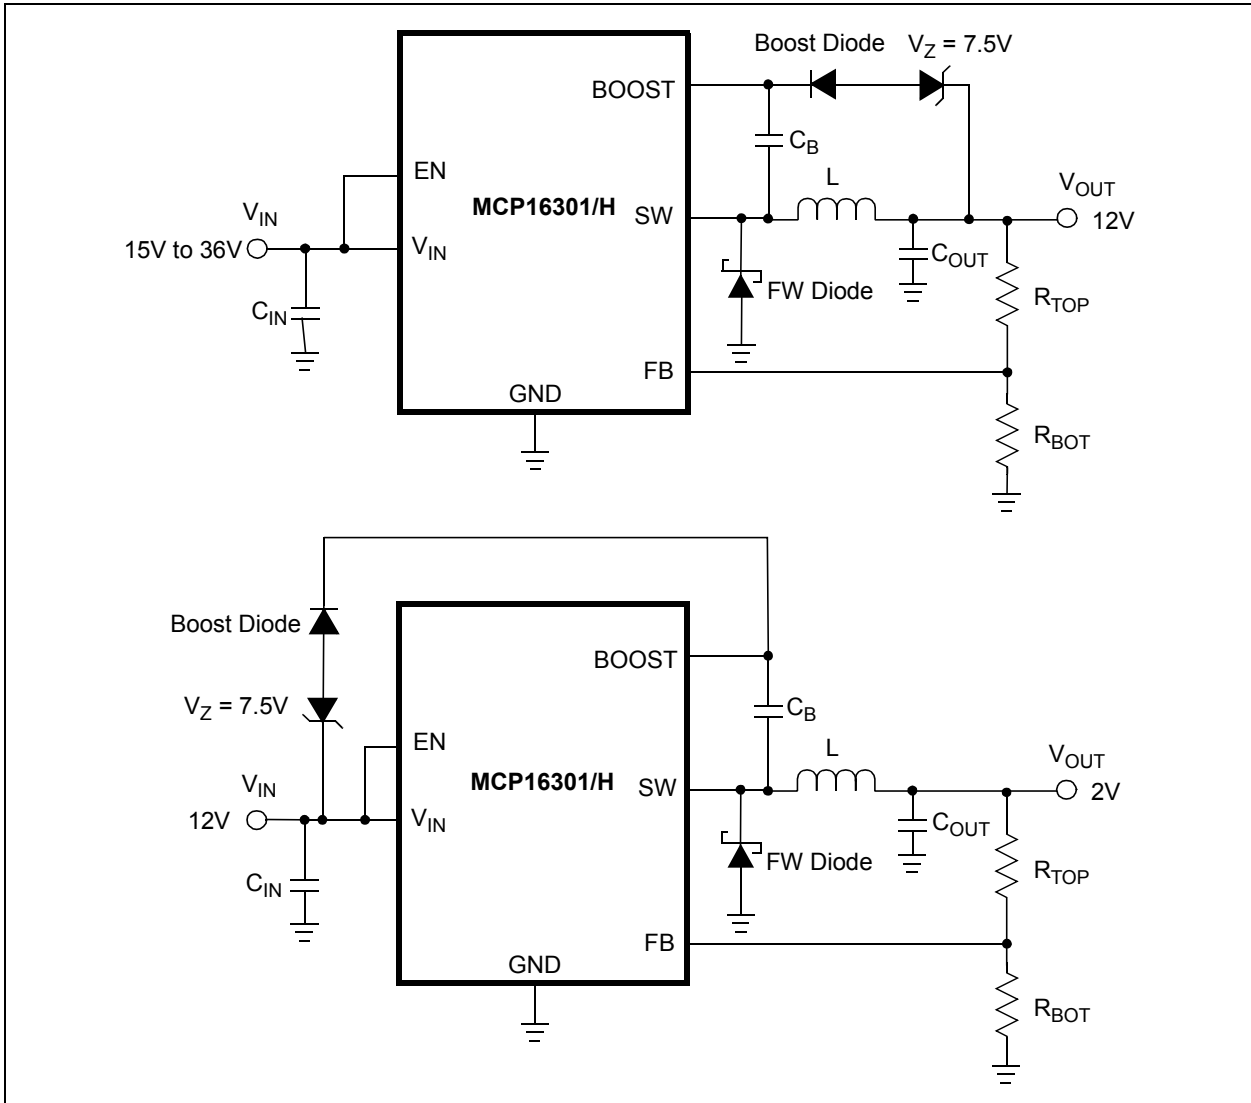 Boost Diode V_Z = 7.5V
BOOST
C_B
EN
L
V_OUT
MCP16301/H
SW
12V
V_IN
15V to 36V
V_IN
C_OUT
FW Diode
C_IN
R_TOP
FB
GND
R_BOT
Boost Diode
BOOST
V_Z = 7.5V
C_B
EN
L
V_OUT
MCP16301/H
SW
2V
V_IN
12V
V_IN
C_OUT
FW Diode
C_IN
R_TOP
FB
GND
R_BOT